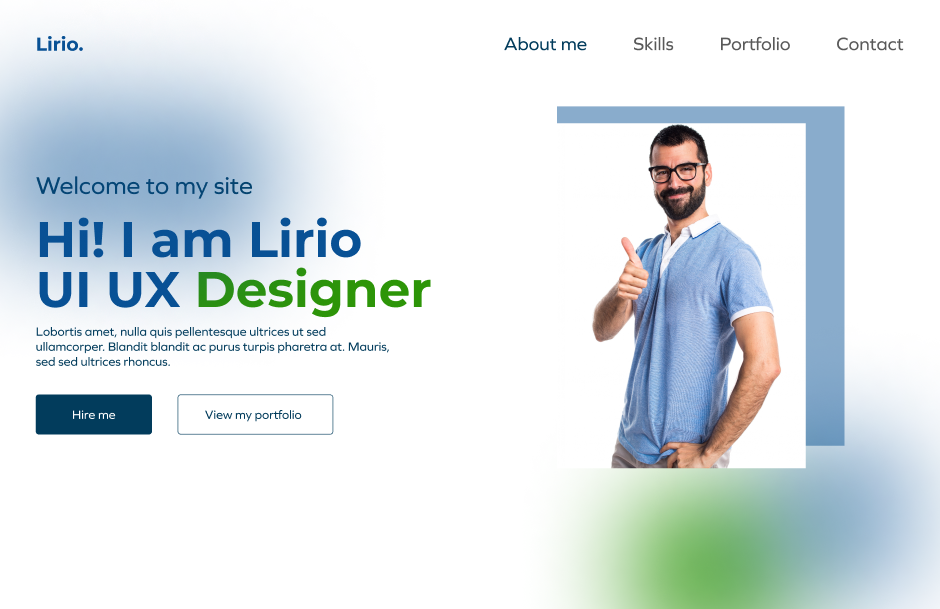 Lirio.
About me
Skills
Portfolio
Contact
Welcome to my site
Hi! I am Lirio
UI UX Designer
Lobortis amet, nulla quis pellentesque ultrices ut sed
ullamcorper. Blandit blandit ac purus turpis pharetra at. Mauris,
sed sed ultrices rhoncus.
Hire me
View my portfolio